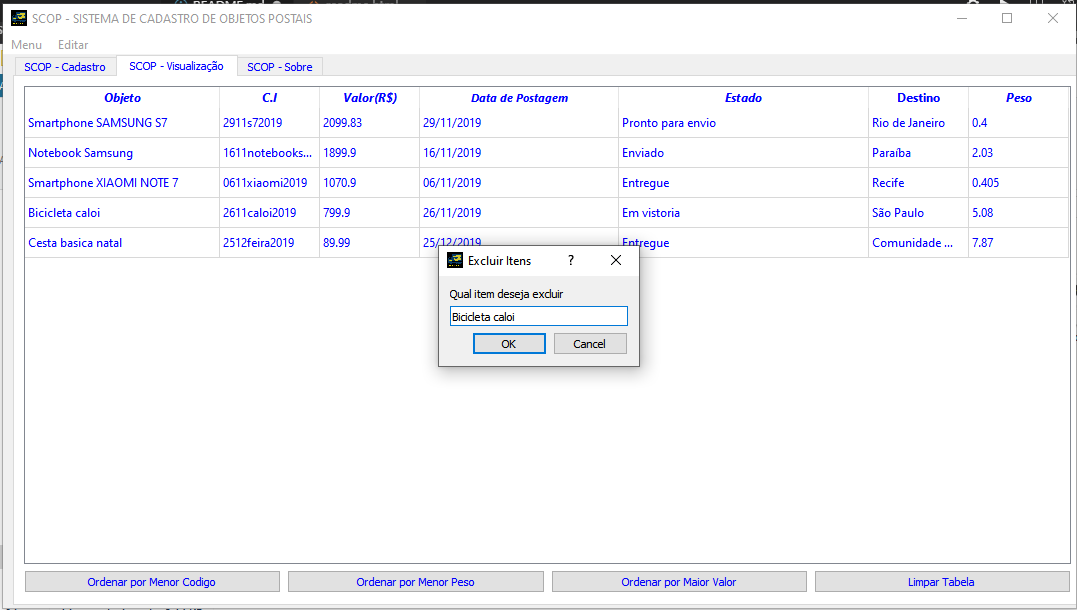 SCOP - SISTEMA DE CADASTRO DE OBJETOS POSTAIS
Menu Editar
SCOP - Cadastro SCOP - Visualização SCOP - Sobre
Objeto C.I Valor(R$) Data de Postagem Estado Destino Peso
Smartphone SAMSUNG S7 2911s72019 2099.83 29/11/2019 Pronto para envio Rio de Janeiro 0.4
Notebook Samsung 1611notebooks... 1899.9 16/11/2019 Enviado Paraíba 2.03
Smartphone XIAOMI NOTE 7 0611xiaomi2019 1070.9 06/11/2019 Entregue Recife 0.405
Bicicleta caloi 2611caloi2019 799.9 26/11/2019 Em vistoria São Paulo 5.08
Cesta basica natal 2512feira2019 89.99 25/12/2019 Entregue Comunidade ... 7.87
Excluir Itens ?
Qual item deseja excluir
Bicicleta caloi
OK Cancel
Ordenar por Menor Codigo Ordenar por Menor Peso Ordenar por Maior Valor Limpar Tabela